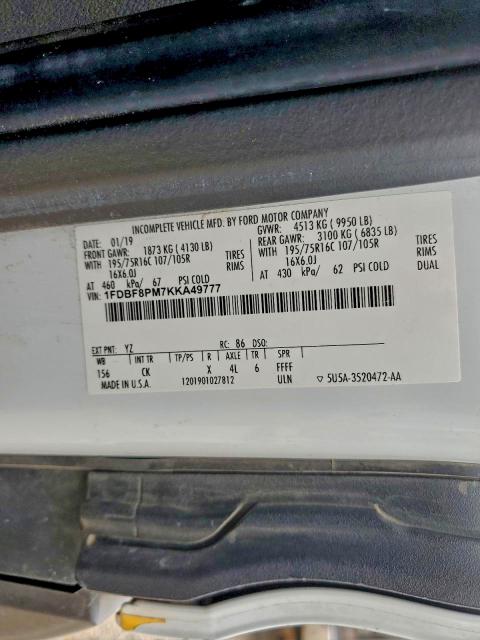 INCOMPLETE VEHICLE MFD. BY FORD MOTOR COMPANY
DATE: 01/19 GVWR: 4513 KG ( 9950 LB)
FRONT GAWR: 1873 KG ( 4130 LB) REAR GAWR: 3100 KG ( 6835 LB)
WITH 195/75R16C 107/105R TIRES WITH 195/75R16C 107/105R TIRES
16X6.0J RIMS 16X6.0J RIMS
AT 460 kPa/ 67 PSI COLD AT 430 kPa/ 62 PSI COLD DUAL
VIN: 1FDBF8PM7KKA49777
EXT PNT: YZ RC: 86 DSO:
WB INT TR TP/PS R AXLE TR SPR
156 CK X 4L 6 FFFF
MADE IN U.S.A. 1201901027812 ULN ▽ 5U5A-3520472-AA